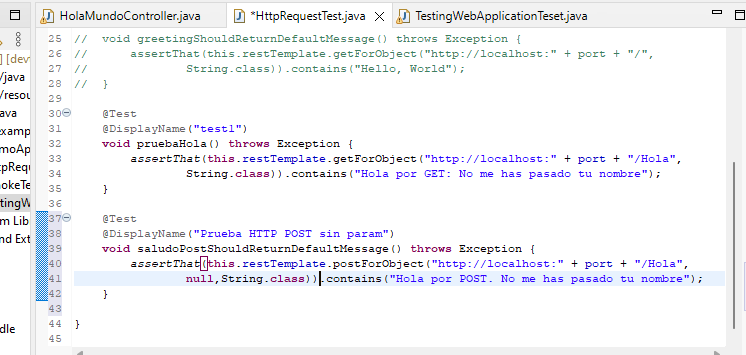 HolaMundoController.java
*HttpRequestTest.java
TestingWebApplicationTeset.java
25 //  void greetingShouldReturnDefaultMessage() throws Exception {
26 //      assertThat(this.restTemplate.getForObject("http://localhost:" + port + "/",
27 //              String.class)).contains("Hello, World");
28 //  }
29
30 @Test
31 @DisplayName("test1")
32 void pruebaHola() throws Exception {
33 assertThat(this.restTemplate.getForObject("http://localhost:" + port + "/Hola",
34 String.class)).contains("Hola por GET: No me has pasado tu nombre");
35 }
36
37 @Test
38 @DisplayName("Prueba HTTP POST sin param")
39 void saludoPostShouldReturnDefaultMessage() throws Exception {
40 assertThat(this.restTemplate.postForObject("http://localhost:" + port + "/Hola",
41 null,String.class)).contains("Hola por POST. No me has pasado tu nombre");
42 }
43
44 }
45
] [dev
/java
/resou
ava
examp
moAp
tpRequ
okeTe
tingWe
m Lib
nd Ext
dle